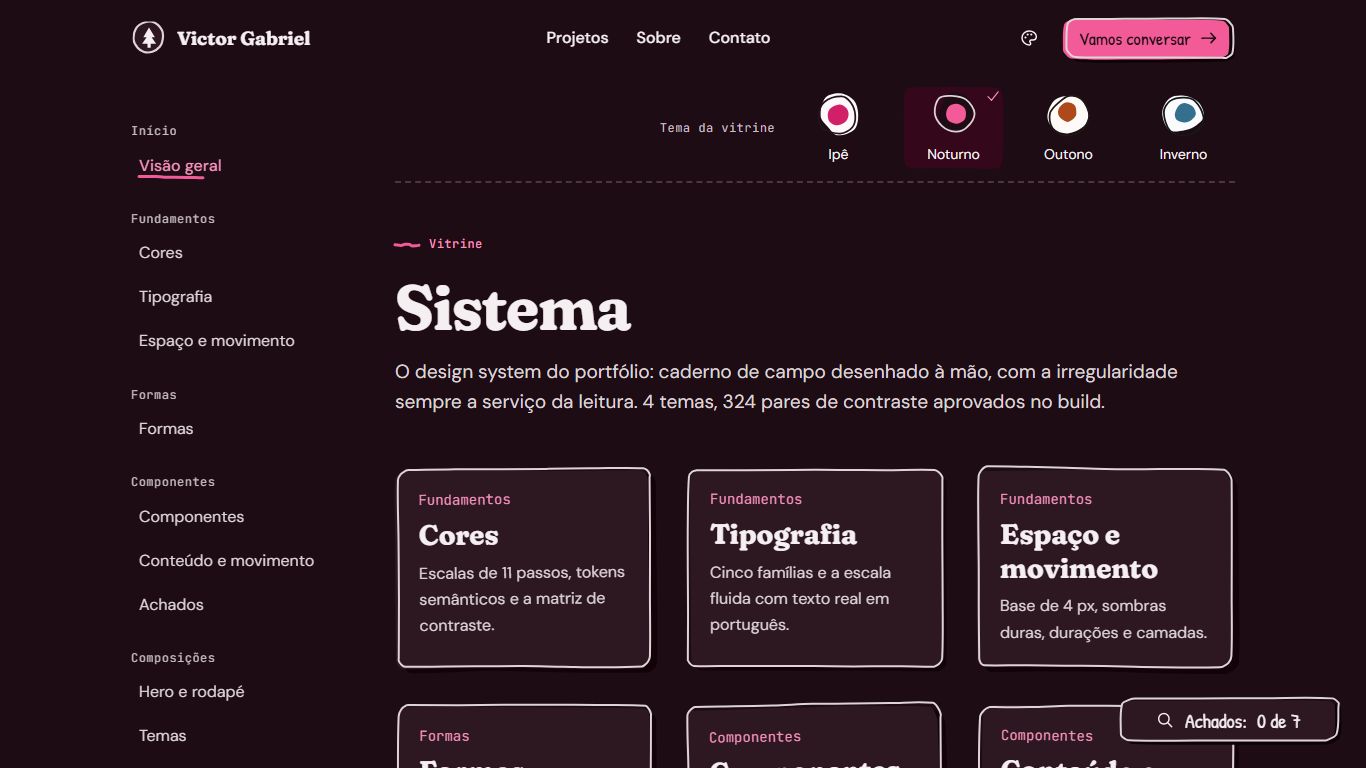 Victor Gabriel
Projetos
Sobre
Contato
Vamos conversar
Início
Visão geral
Fundamentos
Cores
Tipografia
Espaço e movimento
Formas
Formas
Componentes
Componentes
Conteúdo e movimento
Achados
Composições
Hero e rodapé
Temas
Tema da vitrine
Ipê
Noturno
Outono
Inverno
Vitrine
Sistema
O design system do portfólio: caderno de campo desenhado à mão, com a irregularidade
sempre a serviço da leitura. 4 temas, 324 pares de contraste aprovados no build.
Fundamentos
Cores
Escalas de 11 passos, tokens
semânticos e a matriz de
contraste.
Fundamentos
Tipografia
Cinco famílias e a escala
fluida com texto real em
português.
Fundamentos
Espaço e
movimento
Base de 4 px, sombras
duras, durações e camadas.
Formas
Componentes
Componentes
Achados: 0 de 7